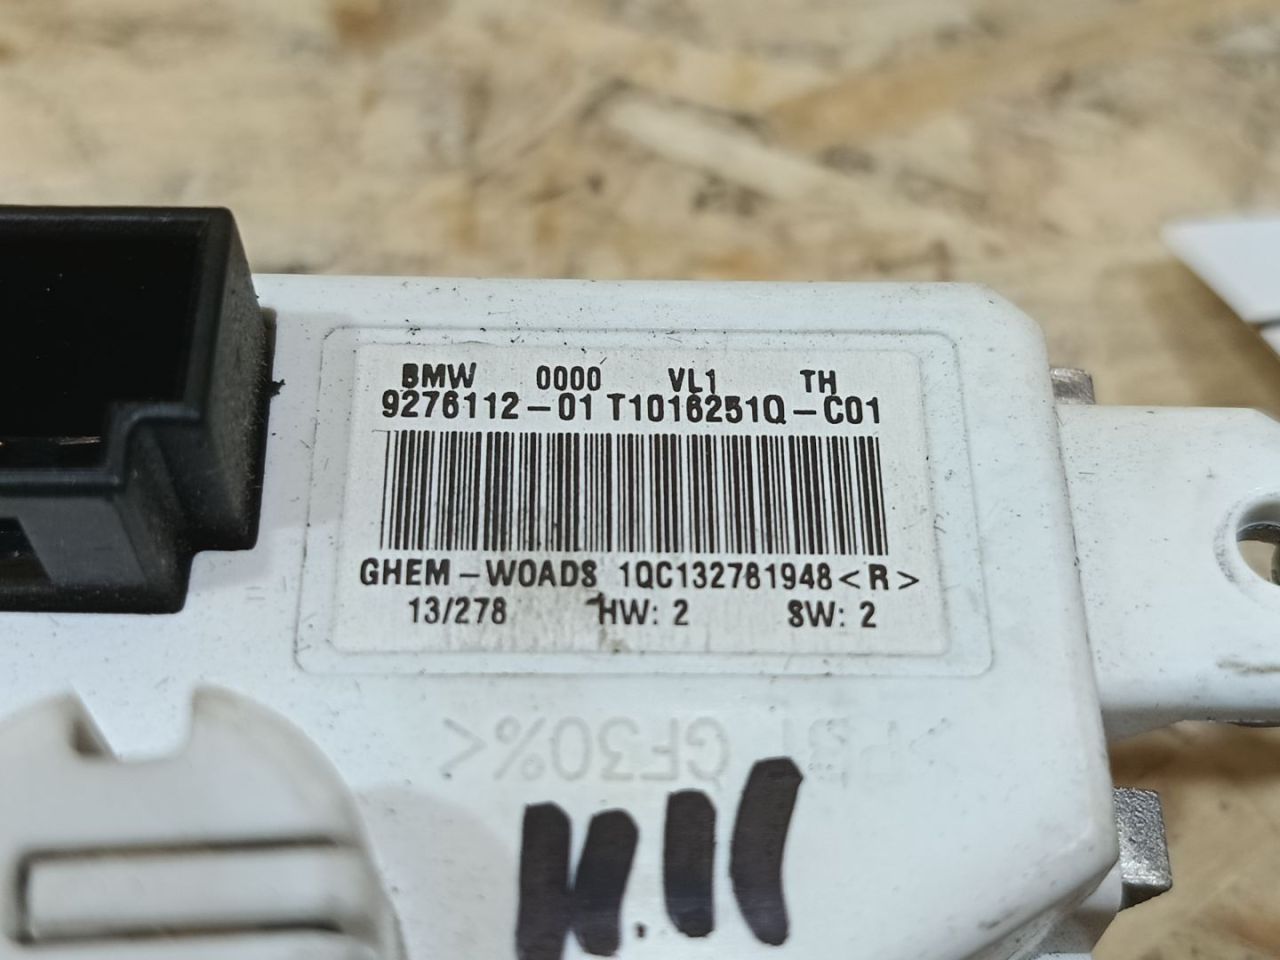 BMW 0000 VL1 TH
9276112-01 T1016251Q-C01
GHEM-WOADS 1QC132781948<R>
13/278 HW: 2 SW: 2
GF30%<